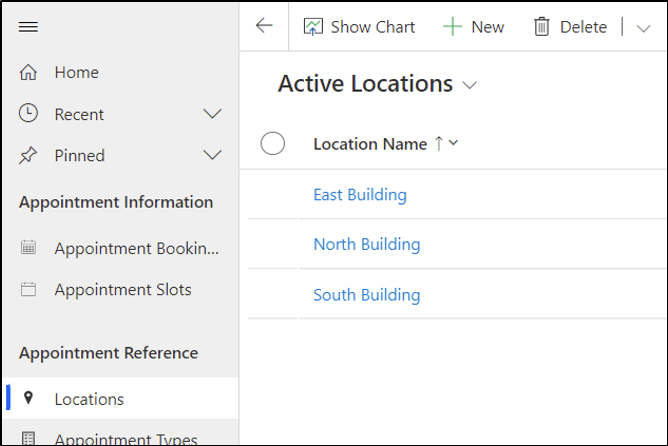 Home
Recent
Pinned
Appointment Information
Appointment Bookin...
Appointment Slots
Appointment Reference
Locations
Appointment Types
Show Chart
New
Delete
Active Locations
Location Name
East Building
North Building
South Building